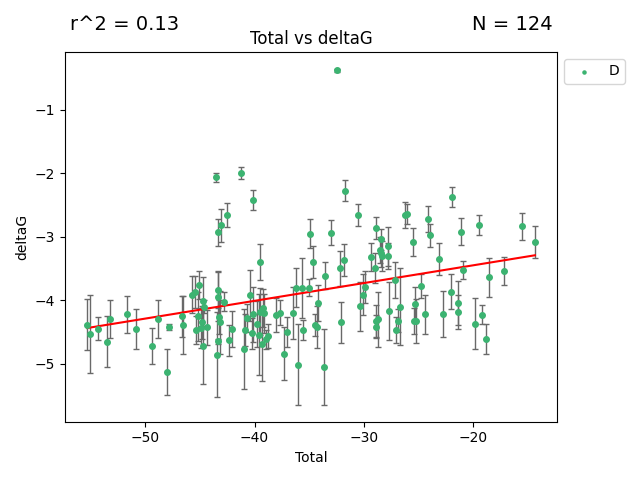 r^2 = 0.13
N = 124
Total vs deltaG
D
−1
−2
−3
−4
−5
deltaG
−50
−40
−30
−20
Total